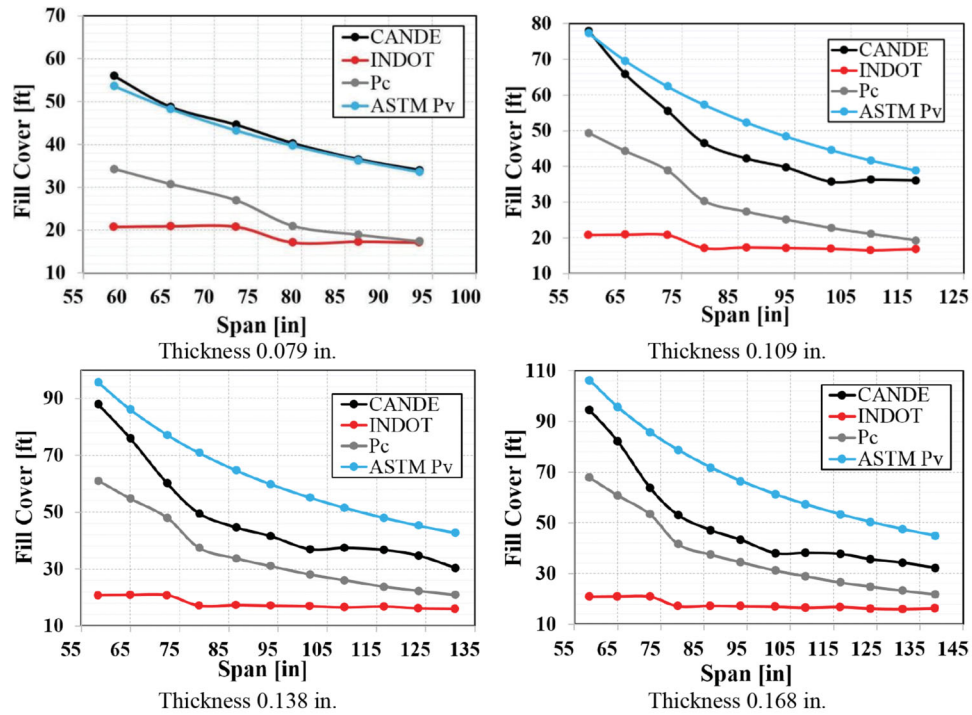 70
60
50
40
30
20
10
Fill Cover [ft]
CANDE
INDOT
Pc
ASTM Pv
55 60 65 70 75 80 85 90 95 100
Span [in]
Thickness 0.079 in.
80
70
60
50
40
30
20
10
Fill Cover [ft]
CANDE
INDOT
Pc
ASTM Pv
55 65 75 85 95 105 115 125
Span [in]
Thickness 0.109 in.
90
70
50
30
10
Fill Cover [ft]
CANDE
INDOT
Pc
ASTM Pv
55 65 75 85 95 105 115 125 135
Span [in]
Thickness 0.138 in.
110
90
70
50
30
10
Fill Cover [ft]
CANDE
INDOT
Pc
ASTM Pv
55 65 75 85 95 105 115 125 135 145
Span [in]
Thickness 0.168 in.